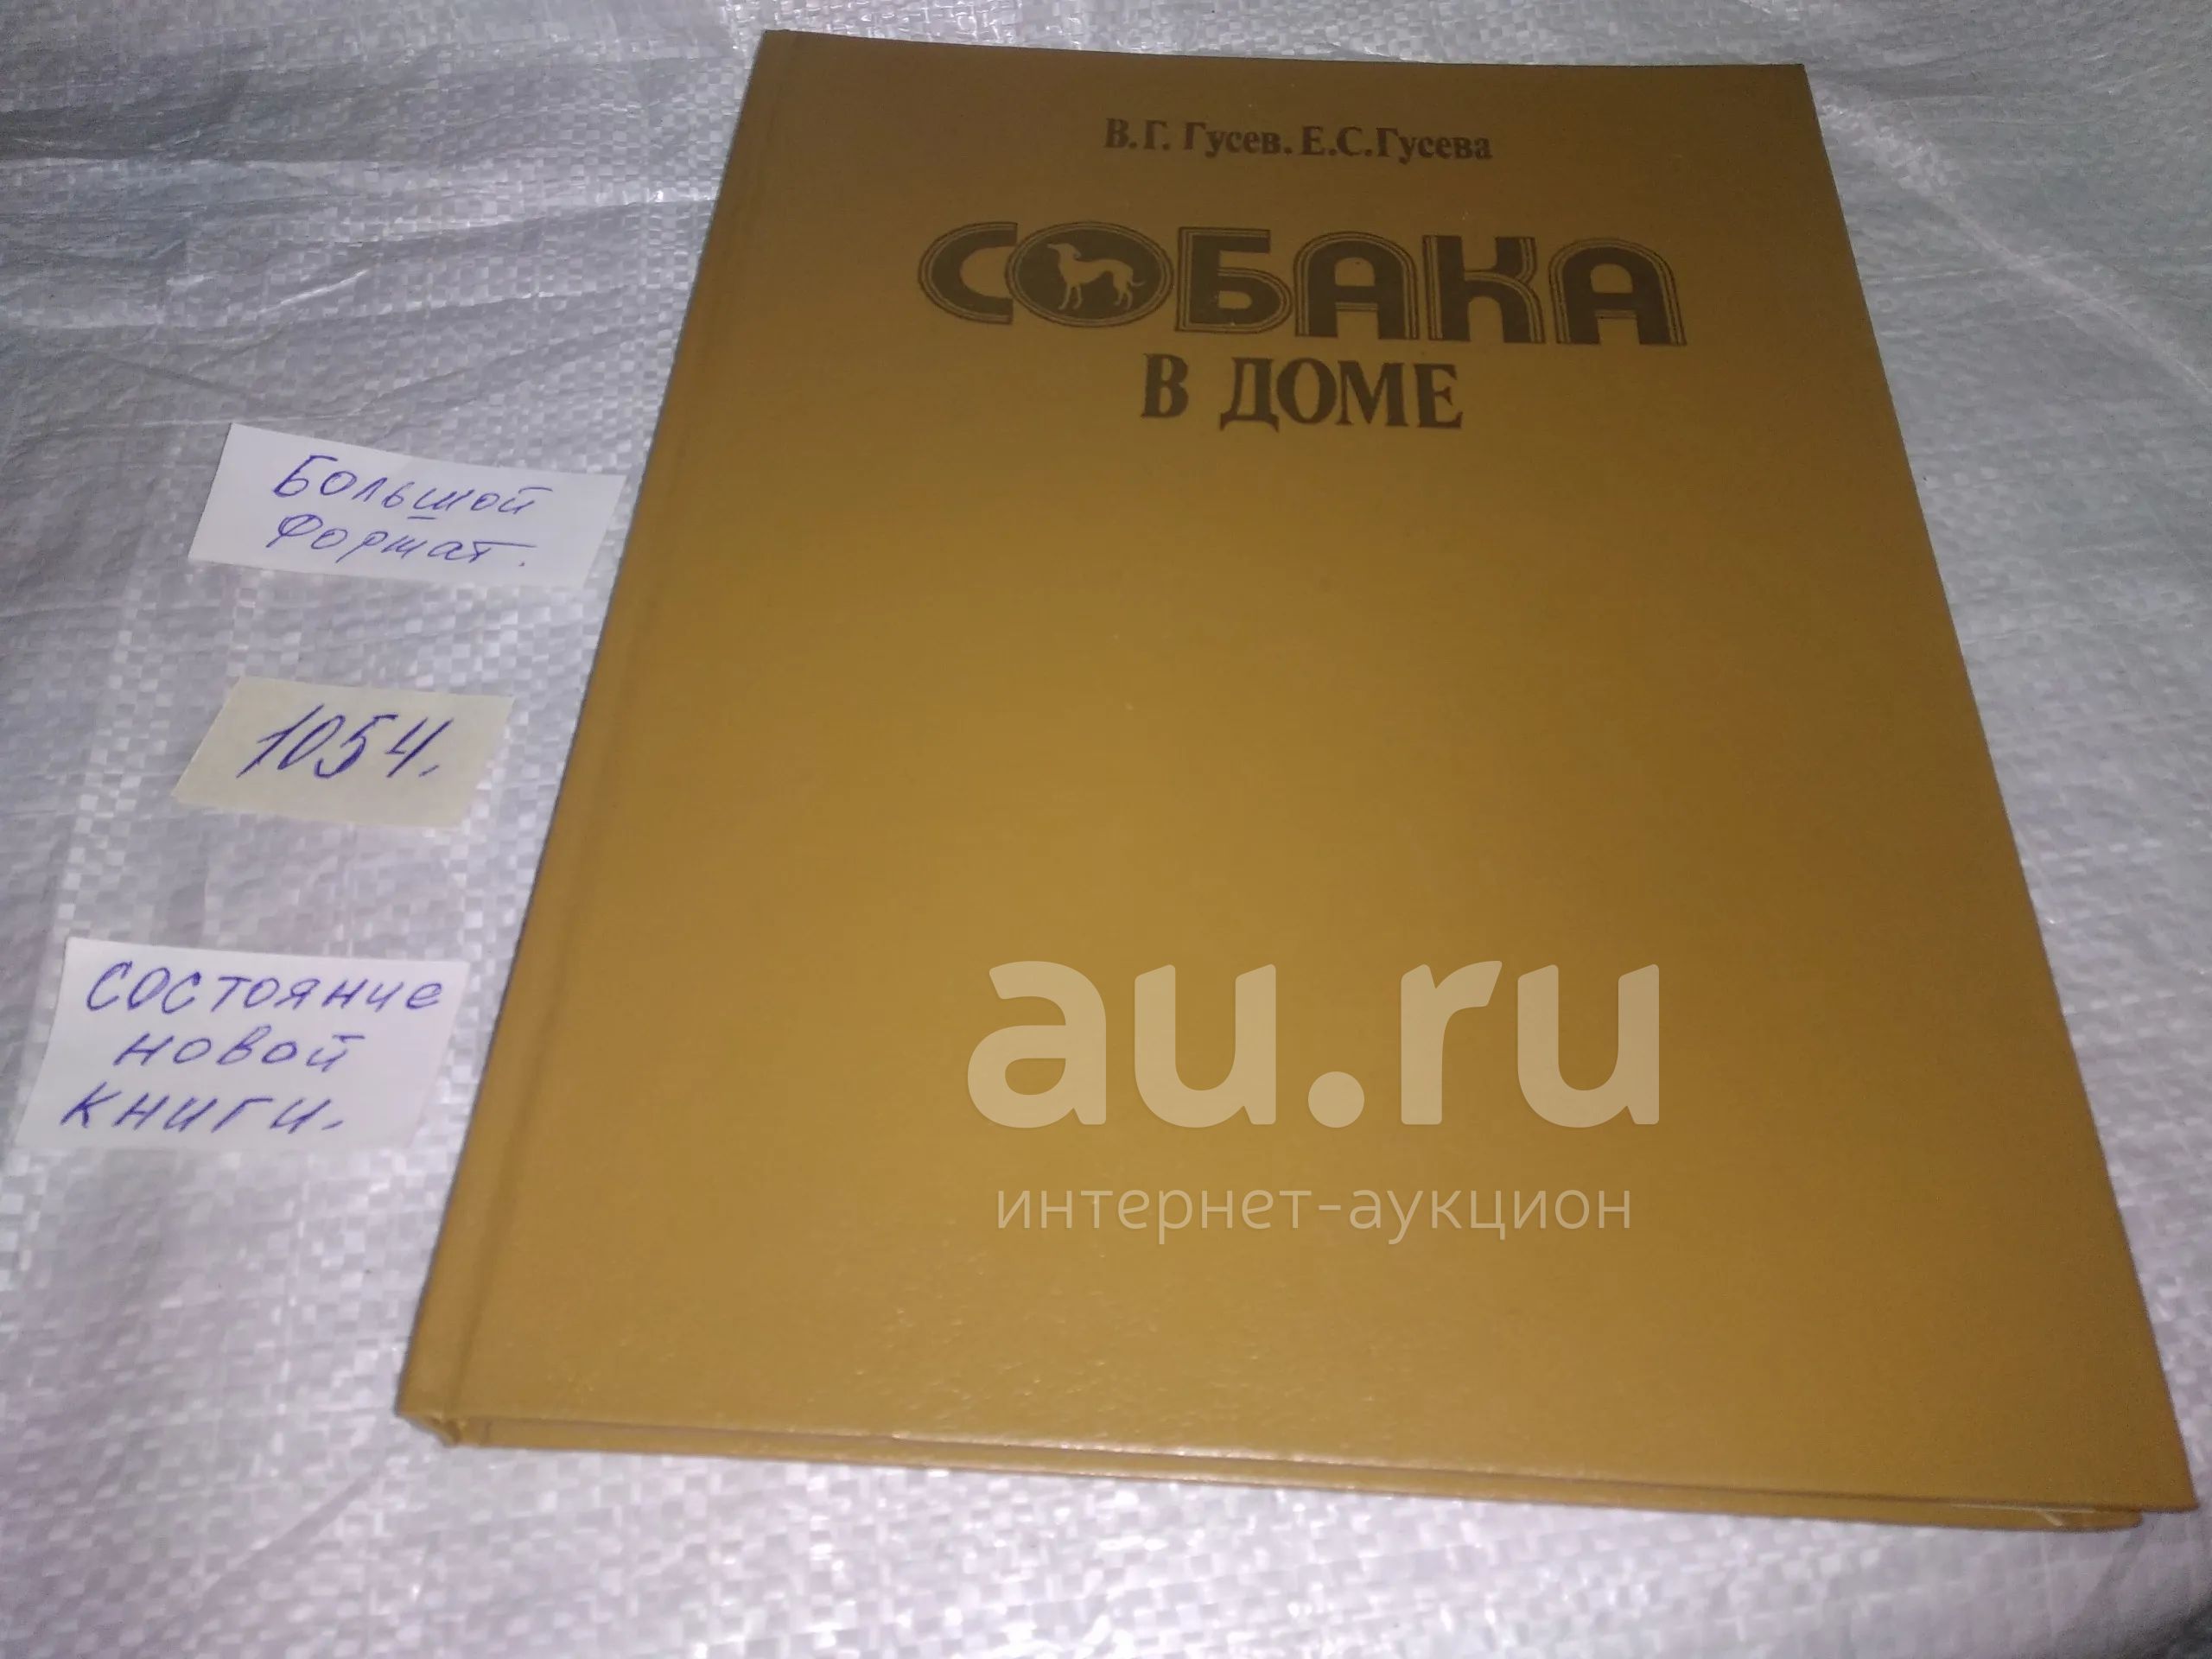 В.Г. Гусев. Е.С.Гусева
СОБАКА
В ДОМЕ
Большой
формат.
1054.
Состояние
новой
книги.
au.ru
интернет-аукцион